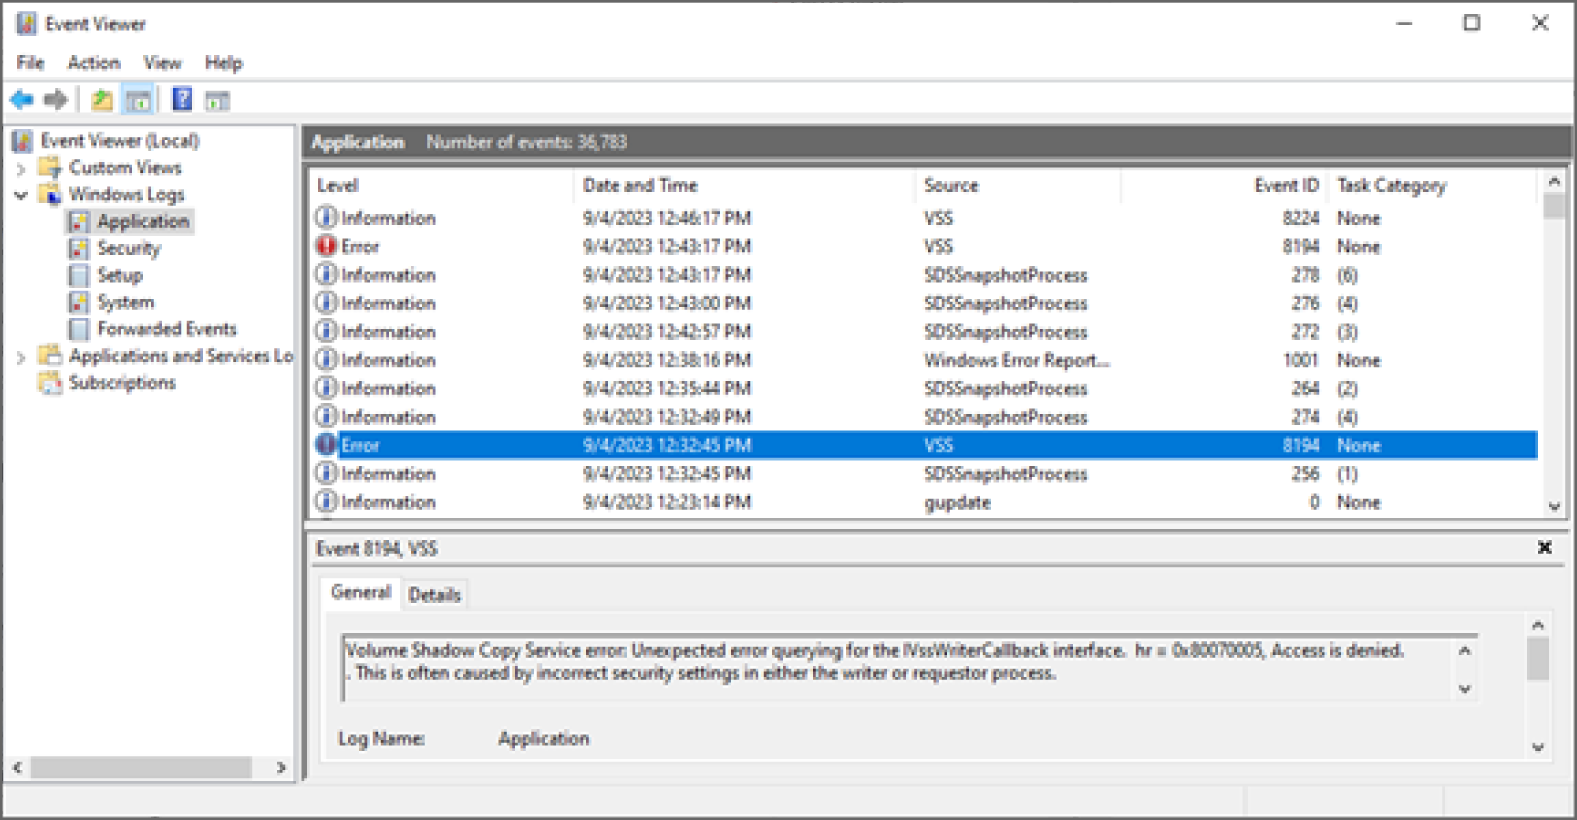 Event Viewer
File Action View Help
Event Viewer (Local)
Custom Views
Windows Logs
Application
Security
Setup
System
Forwarded Events
Applications and Services Lo
Subscriptions
Application Number of events: 36,783
Level Date and Time Source Event ID Task Category
Information 9/4/2023 12:46:17 PM VSS 8224 None
Error 9/4/2023 12:43:17 PM VSS 8194 None
Information 9/4/2023 12:43:17 PM SDSSnapshotProcess 278 (6)
Information 9/4/2023 12:43:00 PM SDSSnapshotProcess 276 (4)
Information 9/4/2023 12:42:57 PM SDSSnapshotProcess 272 (3)
Information 9/4/2023 12:38:16 PM Windows Error Report... 1001 None
Information 9/4/2023 12:35:44 PM SDSSnapshotProcess 264 (2)
Information 9/4/2023 12:32:49 PM SDSSnapshotProcess 274 (4)
Error 9/4/2023 12:32:45 PM VSS 8194 None
Information 9/4/2023 12:32:45 PM SDSSnapshotProcess 256 (1)
Information 9/4/2023 12:23:14 PM gupdate 0 None
Event 8194, VSS
General Details
Volume Shadow Copy Service error: Unexpected error querying for the IVssWriterCallback interface. hr = 0x80070005, Access is denied.
. This is often caused by incorrect security settings in either the writer or requestor process.
Log Name: Application